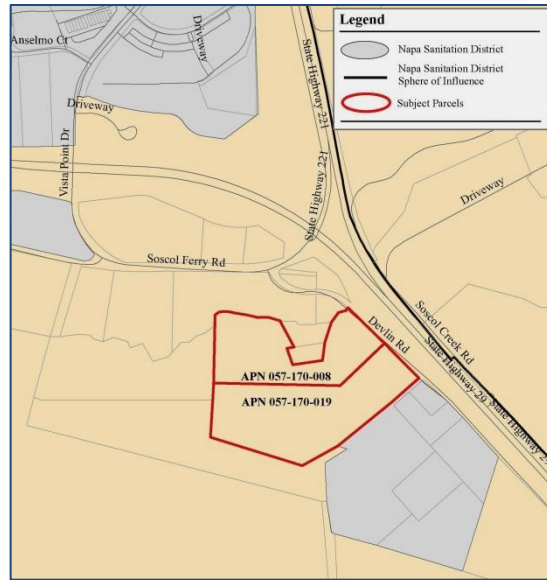 Legend
Napa Sanitation District
Napa Sanitation District
Sphere of Influence
Subject Parcels
Anselmo Ct
Driveway
Driveway
Vista Point Dr
State Highway 221
State Highway 221
Driveway
Soscol Ferry Rd
Devlin Rd
Soscol Creek Rd
State Highway 20
State Highway 2
APN 057-170-008
APN 057-170-019